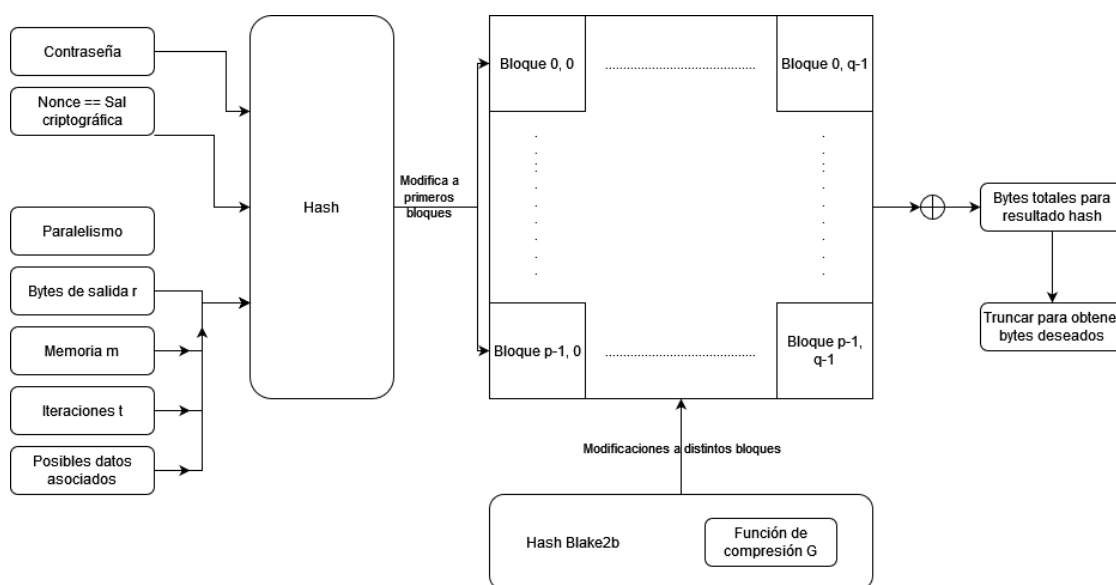 Contraseña
Nonce == Sal
criptográfica
Paralelismo
Bytes de salida r
Memoria m
Iteraciones t
Posibles datos
asociados
Hash
Modifica a
primeros
bloques
Bloque 0, 0
Bloque 0, q-1
Bloque p-1, 0
Bloque p-1,
q-1
Modificaciones a distintos bloques
Hash Blake2b
Función de
compresión G
Bytes totales para
resultado hash
Truncar para obtener
bytes deseados